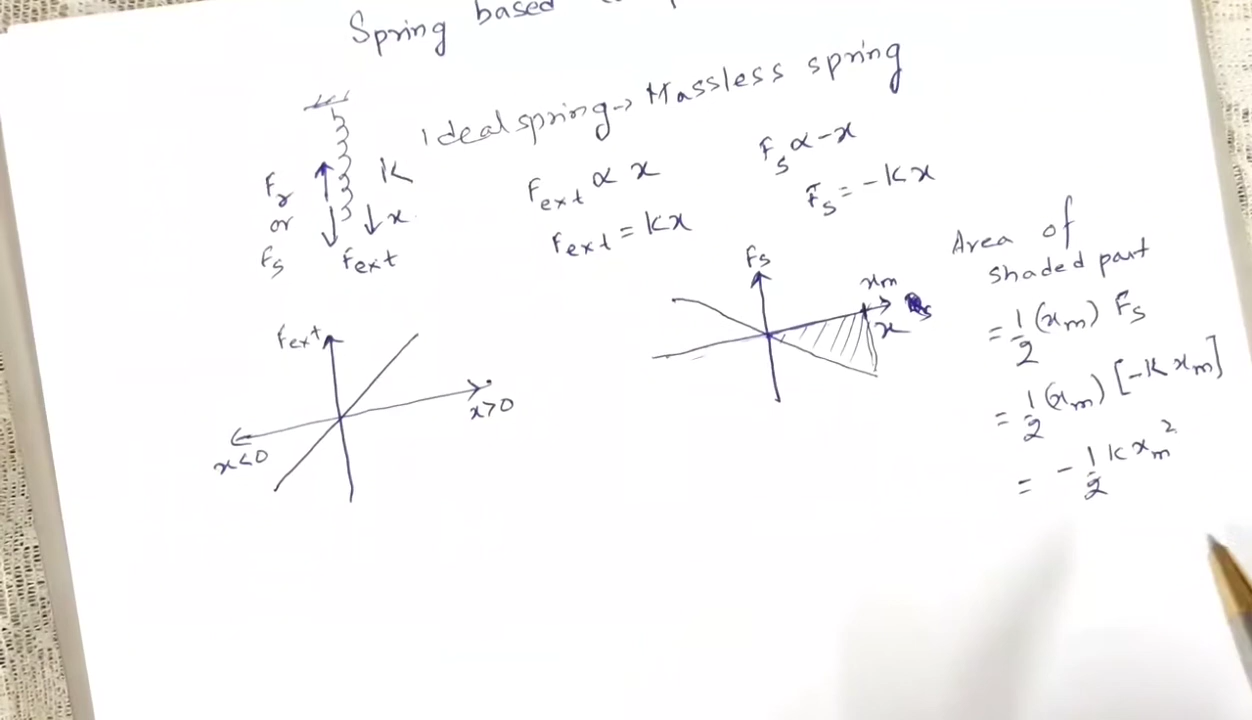 Spring based
Ideal spring → Massless spring
Fr
or
Fs
K
x
Fext
Fext ∝ x
Fext = Kx
Fs ∝ -x
Fs = -Kx
Fext
x>0
x<0
Fs
xm
x
Area of
shaded part
= 1/2 (xm) Fs
= 1/2 (xm) [-K xm]
= - 1/2 K xm²